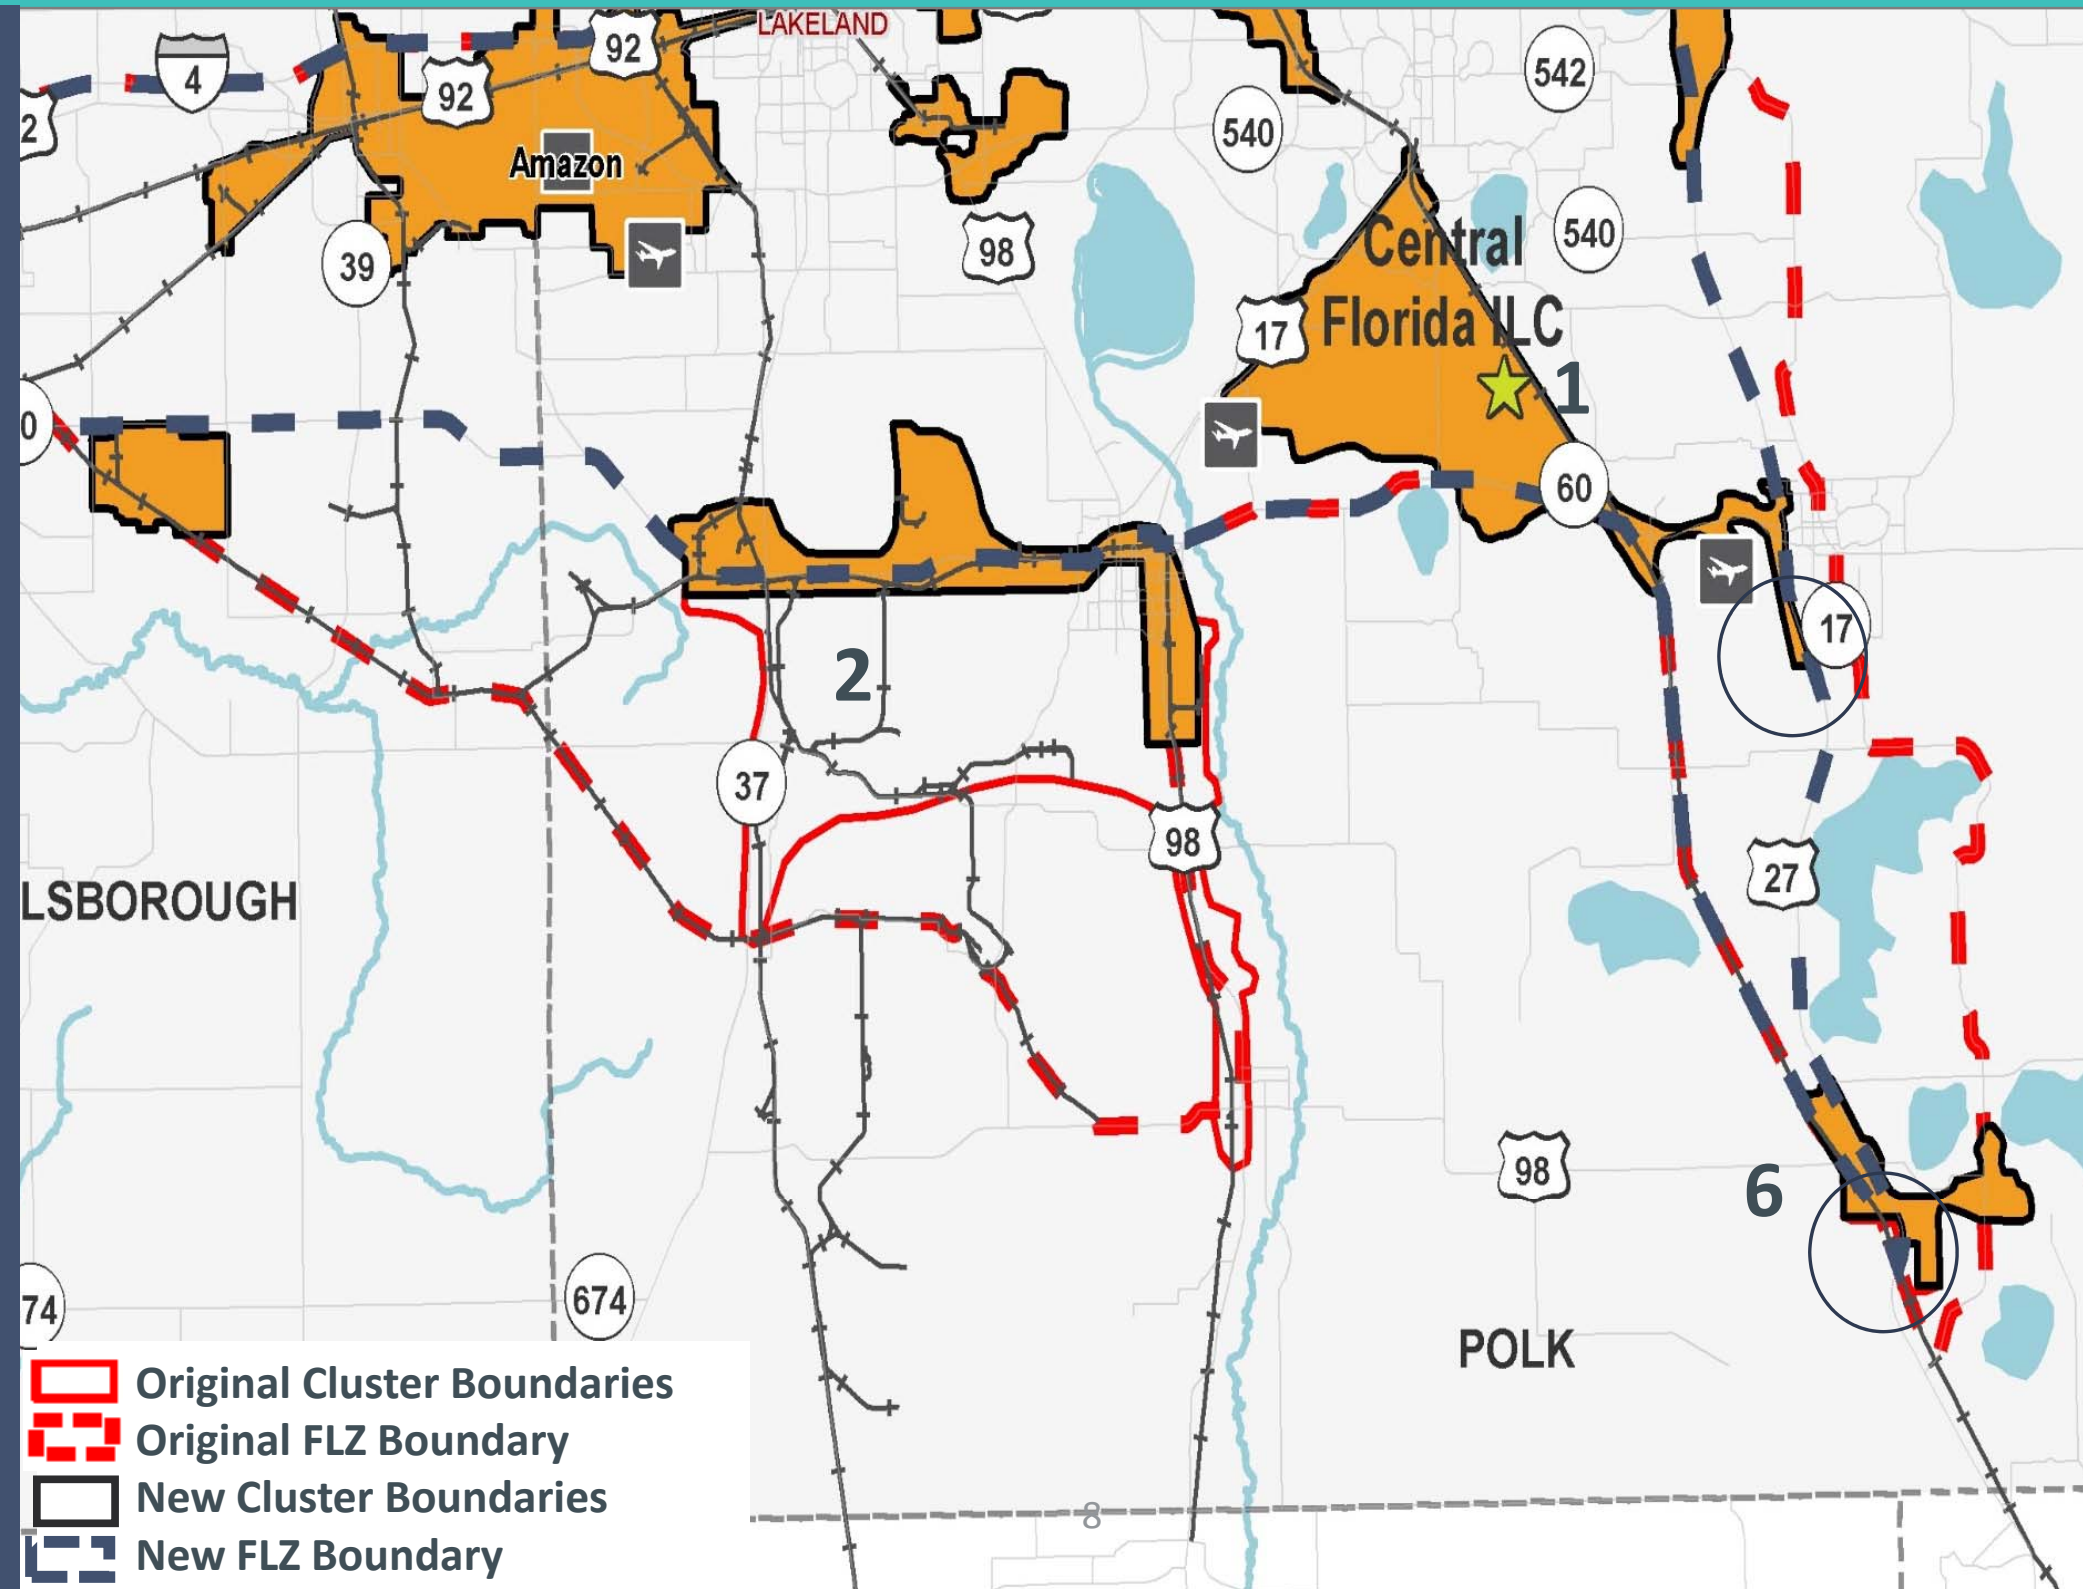 LAKELAND
4
92
92
2
542
540
Amazon
39
98
540
Central
Florida ILC
17
1
0
60
17
2
37
98
27
LSBOROUGH
98
6
74
674
POLK
Original Cluster Boundaries
Original FLZ Boundary
New Cluster Boundaries
New FLZ Boundary
8